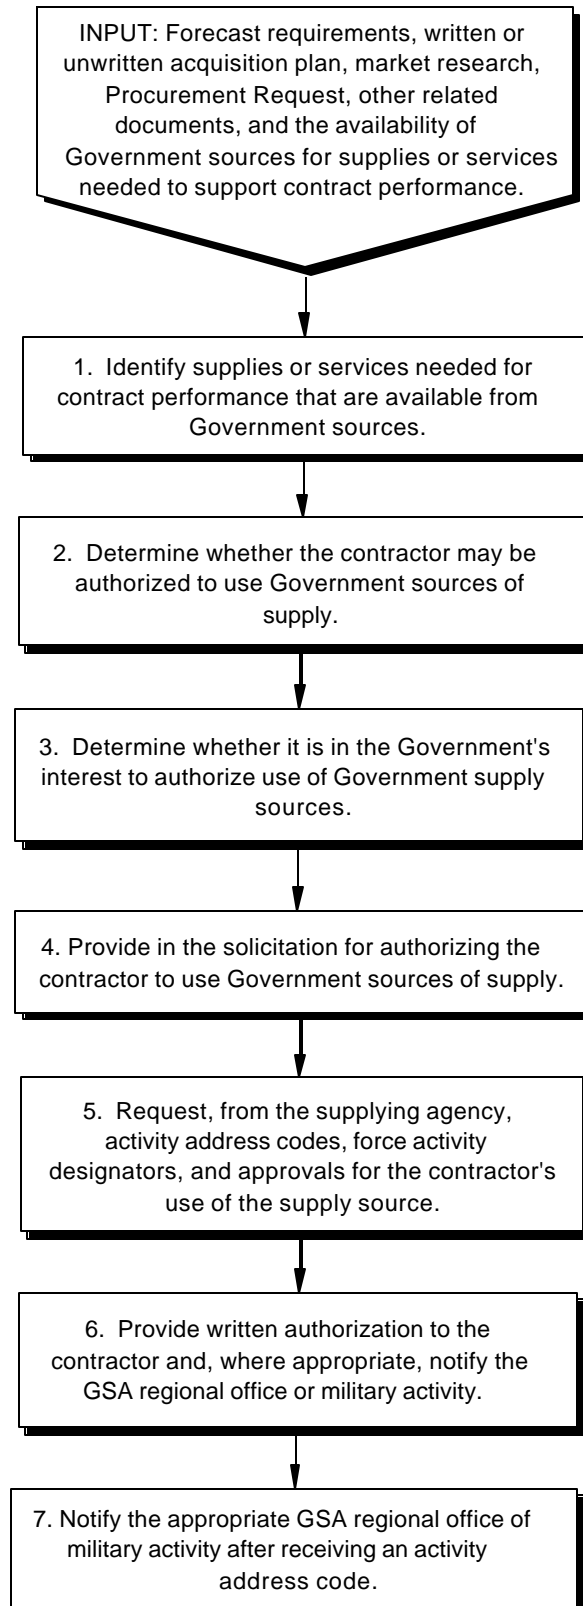 INPUT: Forecast requirements, written or
unwritten acquisition plan, market research,
Procurement Request, other related
documents, and the availability of
Government sources for supplies or services
needed to support contract performance.
1. Identify supplies or services needed for
contract performance that are available from
Government sources.
2. Determine whether the contractor may be
authorized to use Government sources of
supply.
3. Determine whether it is in the Government's
interest to authorize use of Government supply
sources.
4. Provide in the solicitation for authorizing the
contractor to use Government sources of supply.
5. Request, from the supplying agency,
activity address codes, force activity
designators, and approvals for the contractor's
use of the supply source.
6. Provide written authorization to the
contractor and, where appropriate, notify the
GSA regional office or military activity.
7. Notify the appropriate GSA regional office of
military activity after receiving an activity
address code.